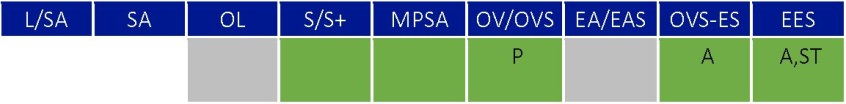 L/SA SA OL S/S+ MPSA OV/OVS EA/EAS OVS-ES EES
P A A,ST